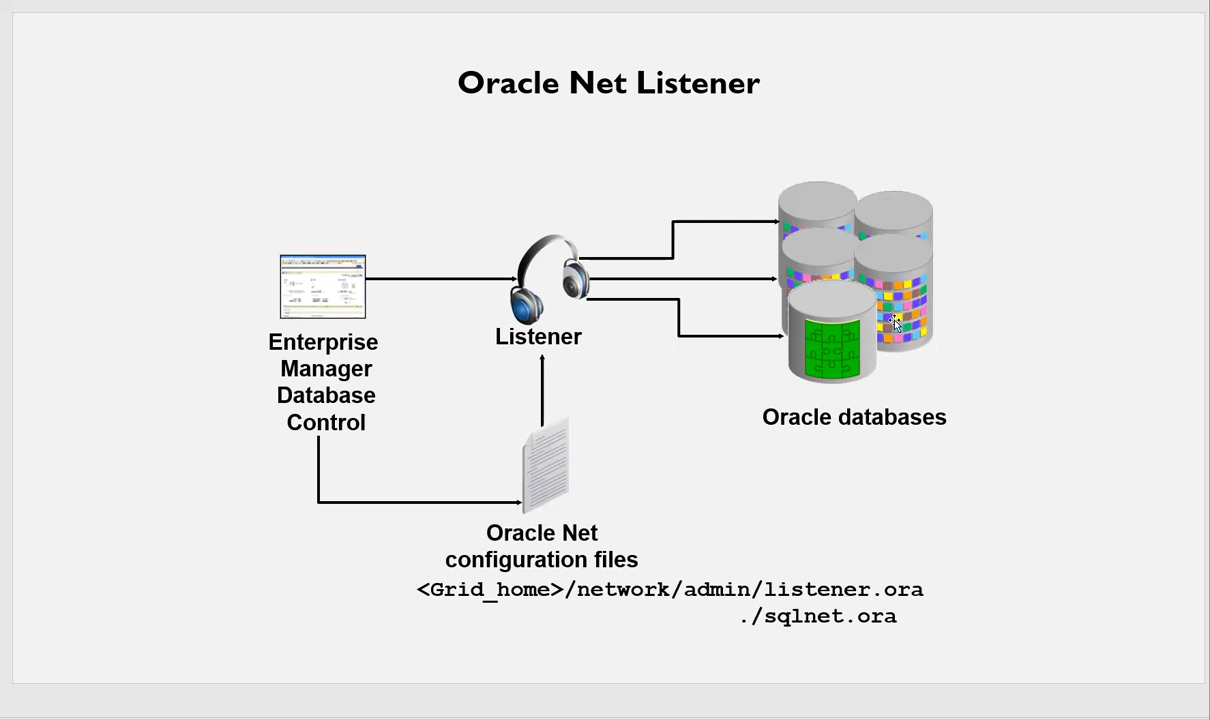 Oracle Net Listener
Enterprise
Manager
Database
Control
Listener
Oracle databases
Oracle Net
configuration files
<Grid_home>/network/admin/listener.ora
./sqlnet.ora